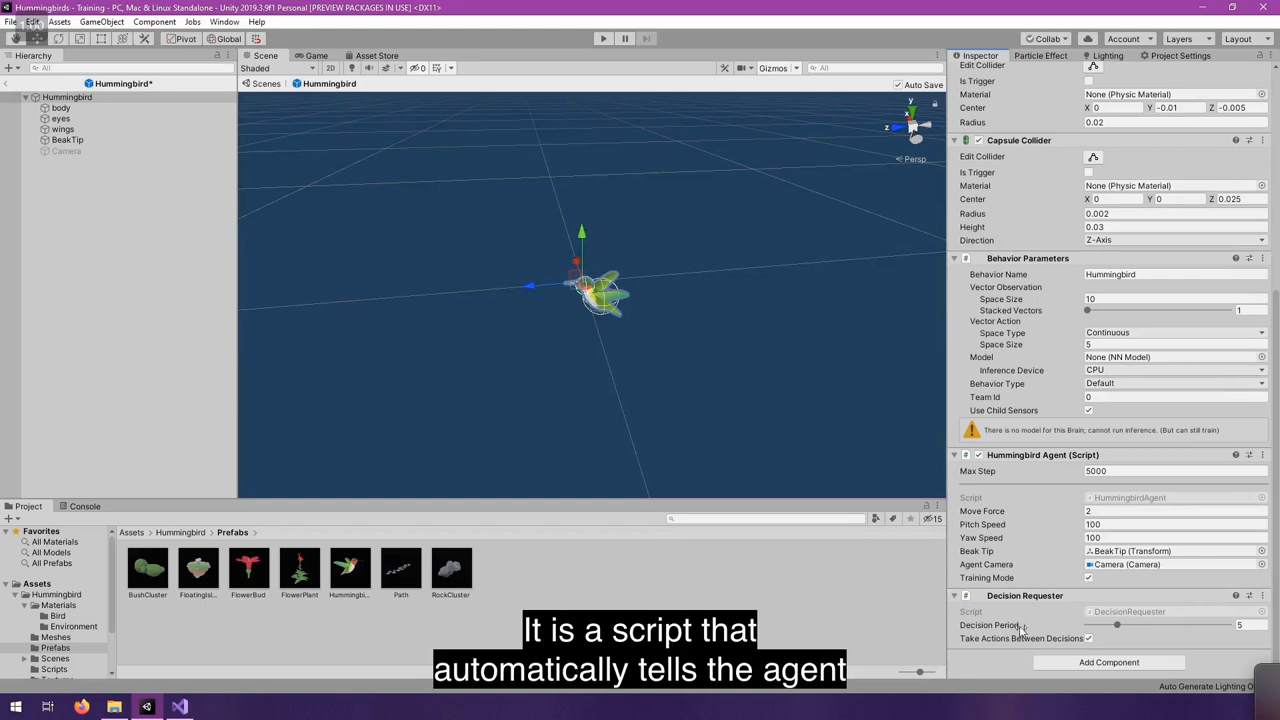 Hummingbirds - Training - PC, Mac & Linux Standalone - Unity 2019.3.9f1 Personal [PREVIEW PACKAGES IN USE] <DX11>
File Edit Assets GameObject Component Jobs Window Help
Pivot Global Collab Account Layers Layout
Hierarchy
All
Hummingbird*
Hummingbird
body
eyes
wings
BeakTip
Camera
Scene Game Asset Store
Shaded 2D 0 Gizmos All
Scenes Hummingbird Auto Save
y
x
z
Persp
Inspector Particle Effect Lighting Project Settings
Edit Collider
Is Trigger
Material None (Physic Material)
Center X 0 Y -0.01 Z -0.005
Radius 0.02
Capsule Collider
Edit Collider
Is Trigger
Material None (Physic Material)
Center X 0 Y 0 Z 0.025
Radius 0.002
Height 0.03
Direction Z-Axis
Behavior Parameters
Behavior Name Hummingbird
Vector Observation
Space Size 10
Stacked Vectors 1
Vector Action
Space Type Continuous
Space Size 5
Model None (NN Model)
Inference Device CPU
Behavior Type Default
Team Id 0
Use Child Sensors
There is no model for this Brain; cannot run inference. (But can still train)
Hummingbird Agent (Script)
Max Step 5000
Script HummingbirdAgent
Move Force 2
Pitch Speed 100
Yaw Speed 100
Beak Tip BeakTip (Transform)
Agent Camera Camera (Camera)
Training Mode
Decision Requester
Script DecisionRequester
Decision Period 5
Take Actions Between Decisions
Add Component
Auto Generate Lighting O
Project Console
15
Favorites
All Materials
All Models
All Prefabs
Assets
Hummingbird
Materials
Bird
Environment
Meshes
Prefabs
Scenes
Scripts
Assets Hummingbird Prefabs
BushCluster FloatingIsl... FlowerBud FlowerPlant Hummingbi... Path RockCluster
It is a script that
automatically tells the agent